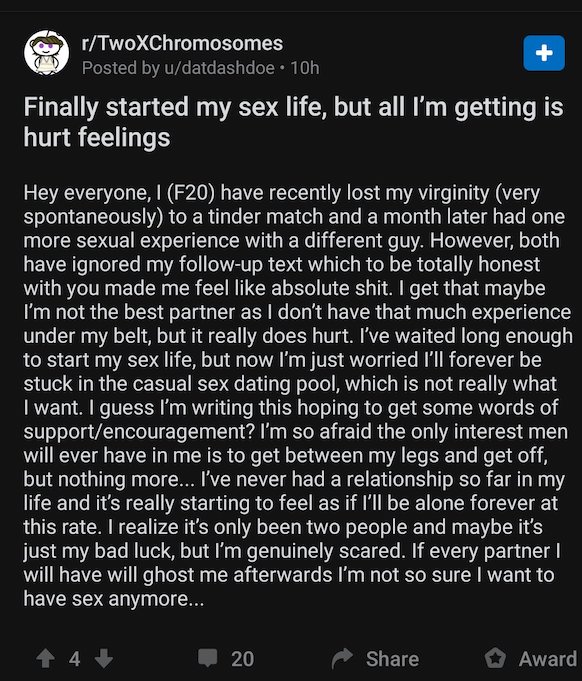 r/TwoXChromosomes
Posted by u/datdashdoe • 10h
Finally started my sex life, but all I’m getting is
hurt feelings
Hey everyone, I (F20) have recently lost my virginity (very
spontaneously) to a tinder match and a month later had one
more sexual experience with a different guy. However, both
have ignored my follow-up text which to be totally honest
with you made me feel like absolute shit. I get that maybe
I’m not the best partner as I don’t have that much experience
under my belt, but it really does hurt. I’ve waited long enough
to start my sex life, but now I’m just worried I’ll forever be
stuck in the casual sex dating pool, which is not really what
I want. I guess I’m writing this hoping to get some words of
support/encouragement? I’m so afraid the only interest men
will ever have in me is to get between my legs and get off,
but nothing more... I’ve never had a relationship so far in my
life and it’s really starting to feel as if I’ll be alone forever at
this rate. I realize it’s only been two people and maybe it’s
just my bad luck, but I’m genuinely scared. If every partner I
will have will ghost me afterwards I’m not so sure I want to
have sex anymore...
4 20 Share Award